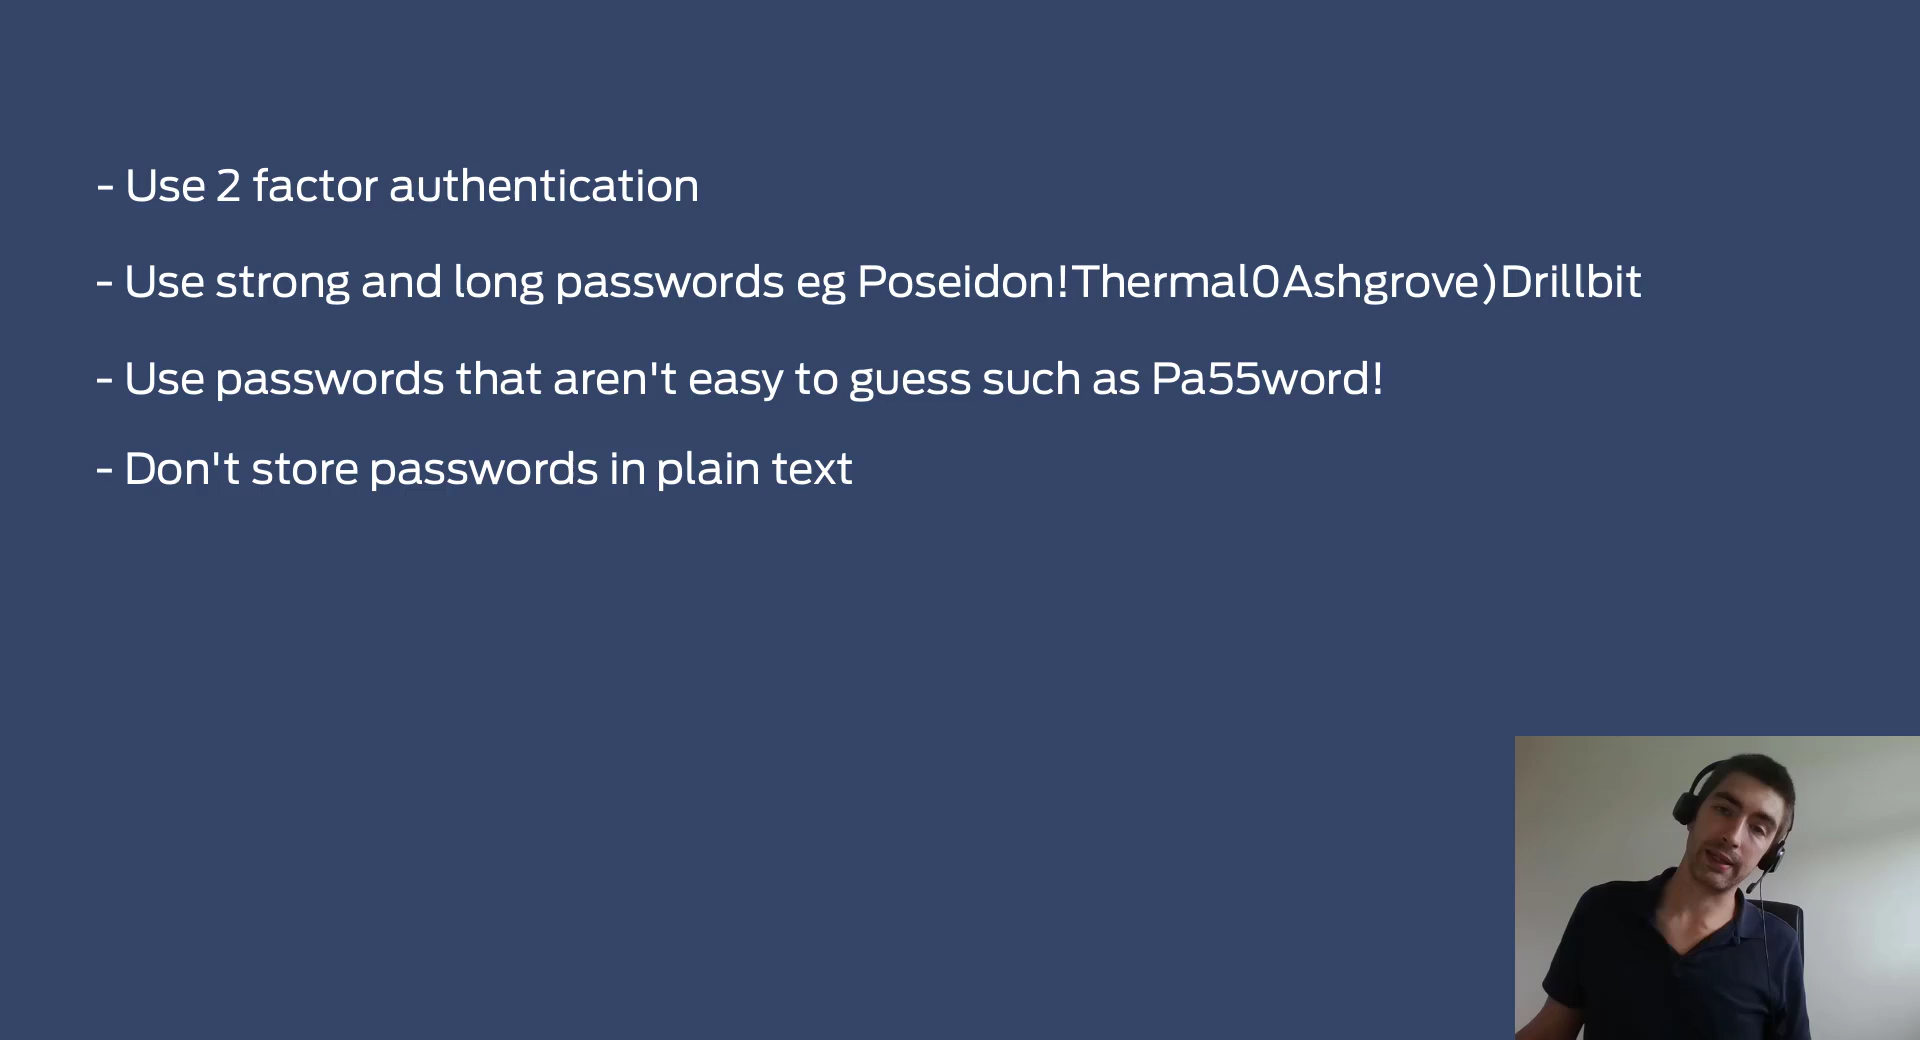 - Use 2 factor authentication
- Use strong and long passwords eg Poseidon!Thermal0Ashgrove)Drillbit
- Use passwords that aren't easy to guess such as Pa55word!
- Don't store passwords in plain text